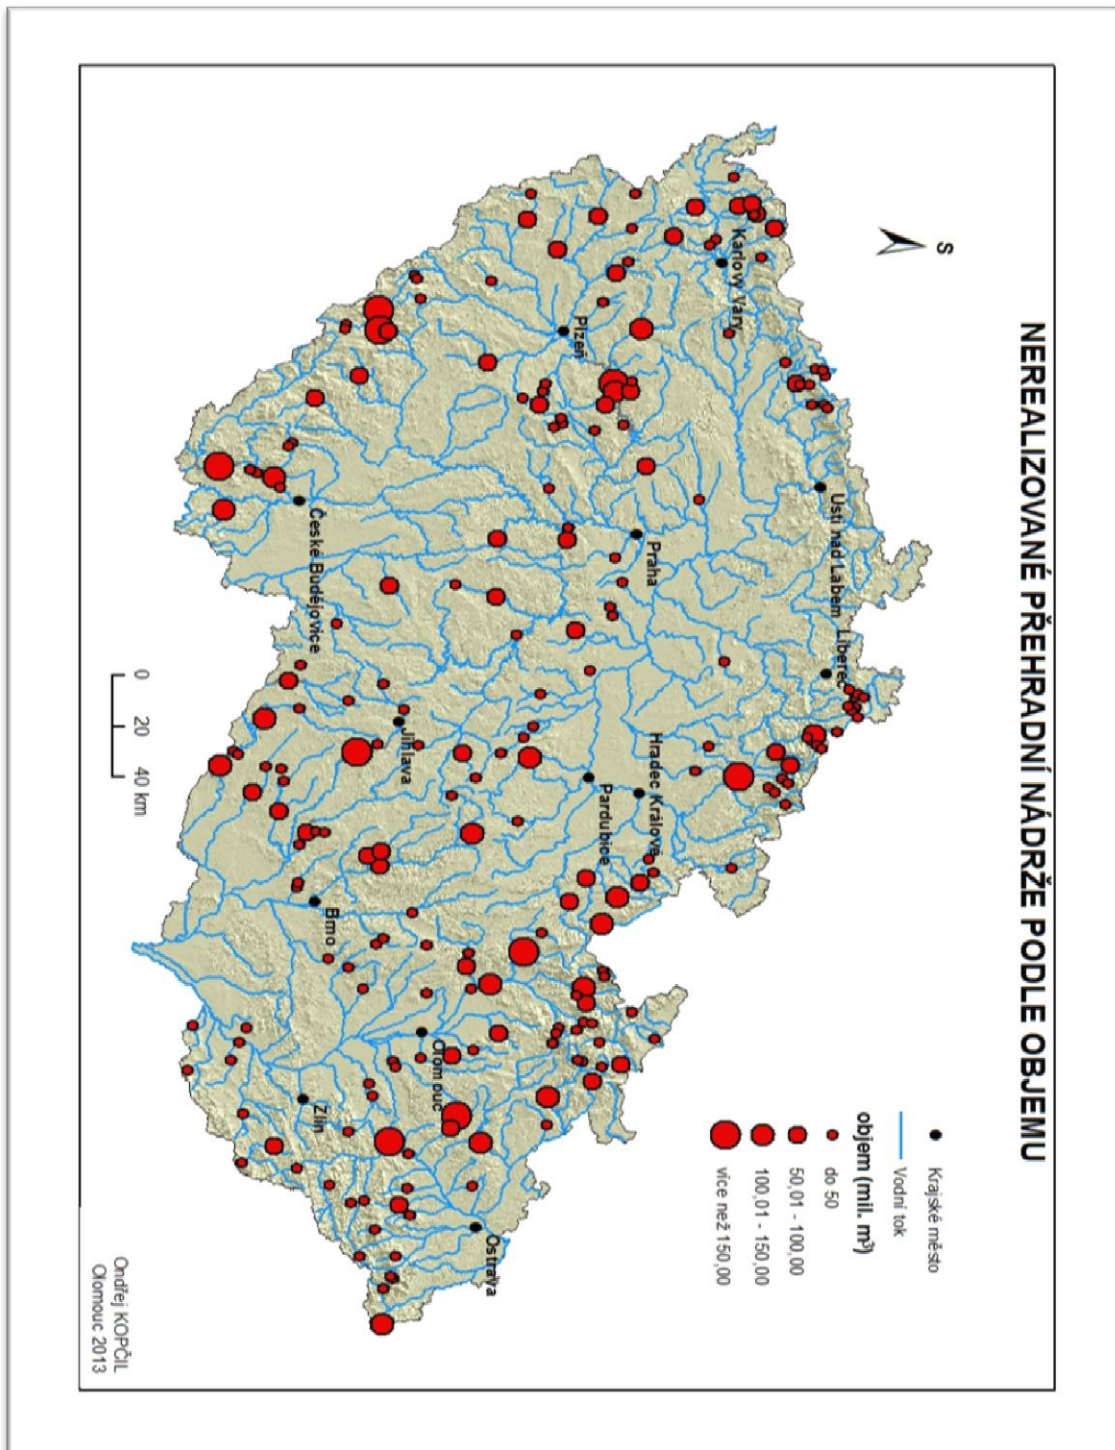 NEREALIZOVANÉ PŘEHRADNÍ NÁDRŽE PODLE OBJEMU
S
Karlovy Vary
Ústí nad Labem
Liberec
Plzeň
Praha
Hradec Králové
Pardubice
České Budějovice
Jihlava
Brno
Olomouc
Zlín
Ostrava
Krajské město
Vodní tok
objem (mil. m³)
do 50
50,01 - 100,00
100,01 - 150,00
více než 150,00
0 20 40 km
Ondřej KOPČIL
Olomouc 2013